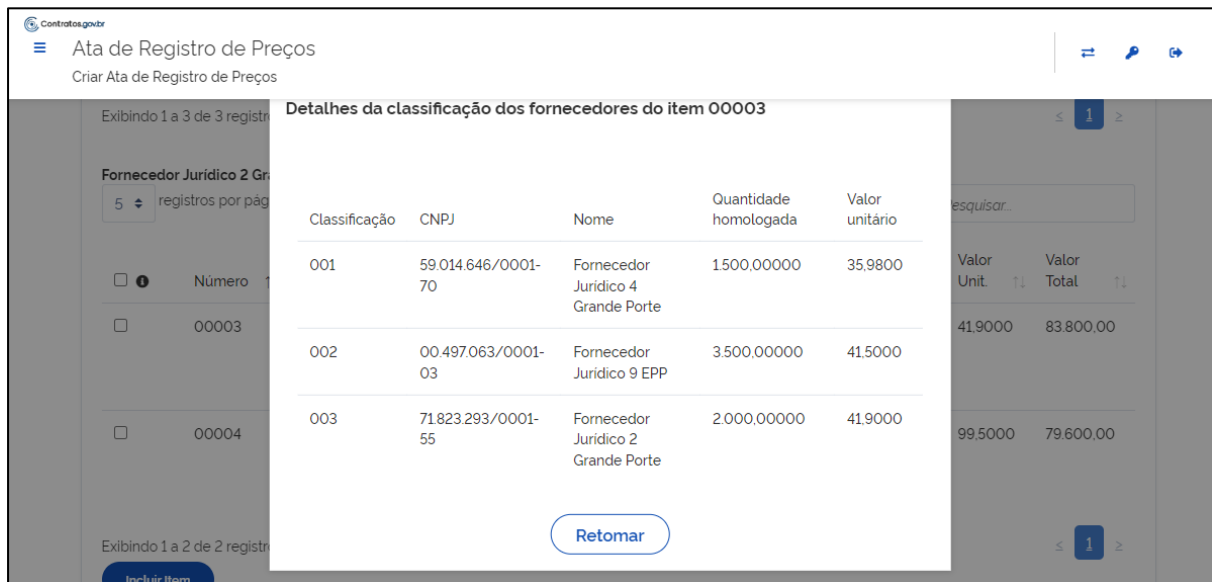 Contratos.gov.br
Ata de Registro de Preços
Criar Ata de Registro de Preços
Detalhes da classificação dos fornecedores do item 00003
Exibindo 1 a 3 de 3 registr
≤ 1 ≥
Fornecedor Jurídico 2 Gra
5 registros por pág
esquisar...
Classificação CNPJ Nome Quantidade homologada Valor unitário
Número Valor Unit. Valor Total
001 59.014.646/0001-70 Fornecedor Jurídico 4 Grande Porte 1.500,00000 35,9800
00003 41,9000 83.800,00
002 00.497.063/0001-03 Fornecedor Jurídico 9 EPP 3.500,00000 41,5000
003 71.823.293/0001-55 Fornecedor Jurídico 2 Grande Porte 2.000,00000 41,9000
00004 99,5000 79.600,00
Retomar
Exibindo 1 a 2 de 2 registr
≤ 1 ≥
Incluir Item